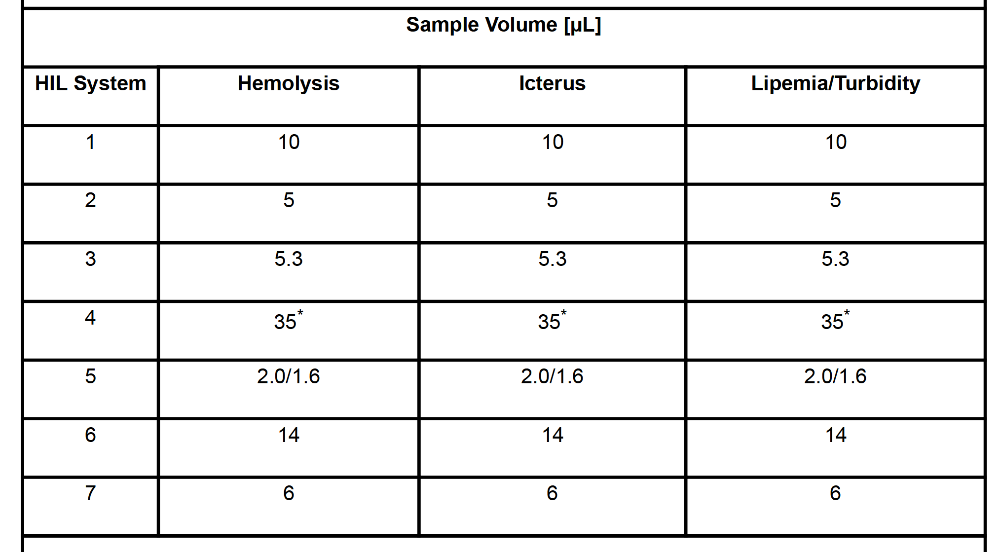 Sample Volume [µL]
HIL System Hemolysis Icterus Lipemia/Turbidity
1 10 10 10
2 5 5 5
3 5.3 5.3 5.3
4 35* 35* 35*
5 2.0/1.6 2.0/1.6 2.0/1.6
6 14 14 14
7 6 6 6